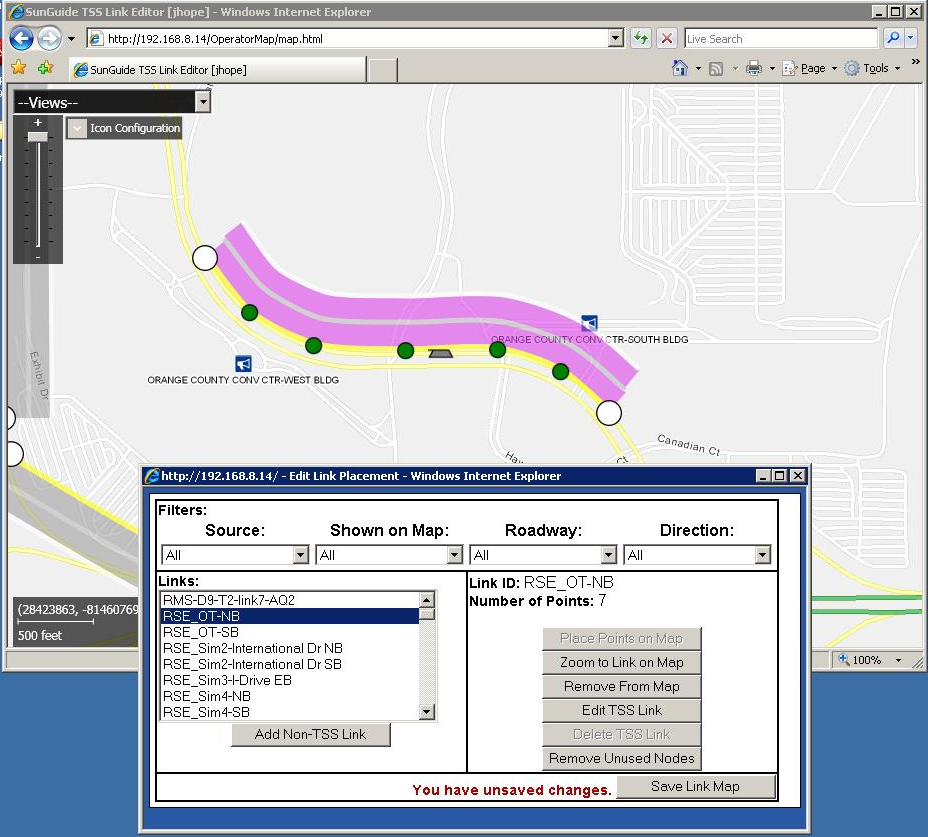 SunGuide TSS Link Editor [jhope] - Windows Internet Explorer
http://192.168.8.14/OperatorMap/map.html
Live Search
SunGuide TSS Link Editor [jhope]
Page
Tools
--Views--
+
Icon Configuration
-
ORANGE COUNTY CONV CTR-SOUTH BLDG
ORANGE COUNTY CONV CTR-WEST BLDG
Exhibit Dr
Canadian Ct
Ct
(28423863, -81460769
500 feet
100%
http://192.168.8.14/ - Edit Link Placement - Windows Internet Explorer
Filters:
Source: Shown on Map: Roadway: Direction:
All All All All
Links:
RMS-D9-T2-link7-AQ2
RSE_OT-NB
RSE_OT-SB
RSE_Sim2-International Dr NB
RSE_Sim2-International Dr SB
RSE_Sim3-I-Drive EB
RSE_Sim4-NB
RSE_Sim4-SB
Add Non-TSS Link
Link ID: RSE_OT-NB
Number of Points: 7
Place Points on Map
Zoom to Link on Map
Remove From Map
Edit TSS Link
Delete TSS Link
Remove Unused Nodes
You have unsaved changes.
Save Link Map